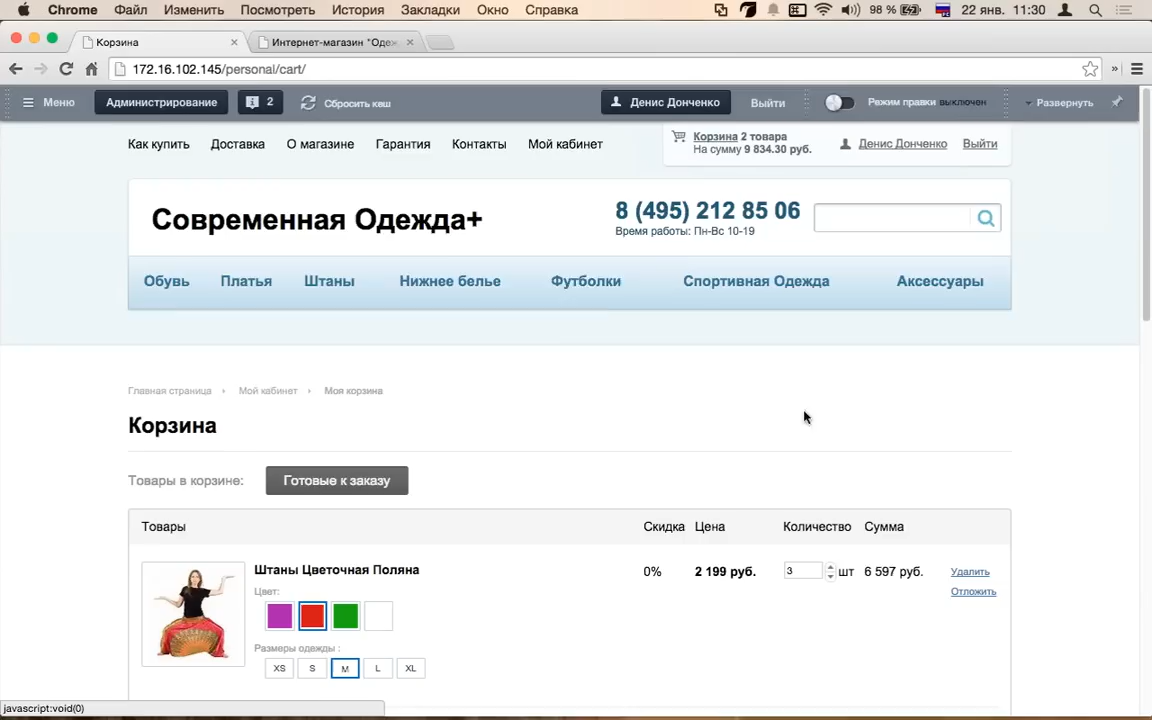 Chrome Файл Изменить Посмотреть История Закладки Окно Справка 98 % 22 янв. 11:30
Корзина Интернет-магазин "Одеж
172.16.102.145/personal/cart/ »
Меню Администрирование 2 Сбросить кеш Денис Донченко Выйти Режим правки выключен Развернуть
Как купить Доставка О магазине Гарантия Контакты Мой кабинет Корзина 2 товара
На сумму 9 834.30 руб. Денис Донченко Выйти
Современная Одежда+ 8 (495) 212 85 06
Время работы: Пн-Вс 10-19
Обувь Платья Штаны Нижнее белье Футболки Спортивная Одежда Аксессуары
Главная страница Мой кабинет Моя корзина
Корзина
Товары в корзине: Готовые к заказу
Товары Скидка Цена Количество Сумма
Штаны Цветочная Поляна 0% 2 199 руб. 3 шт 6 597 руб. Удалить
Цвет: Отложить
Размеры одежды :
XS S M L XL
javascript:void(0)